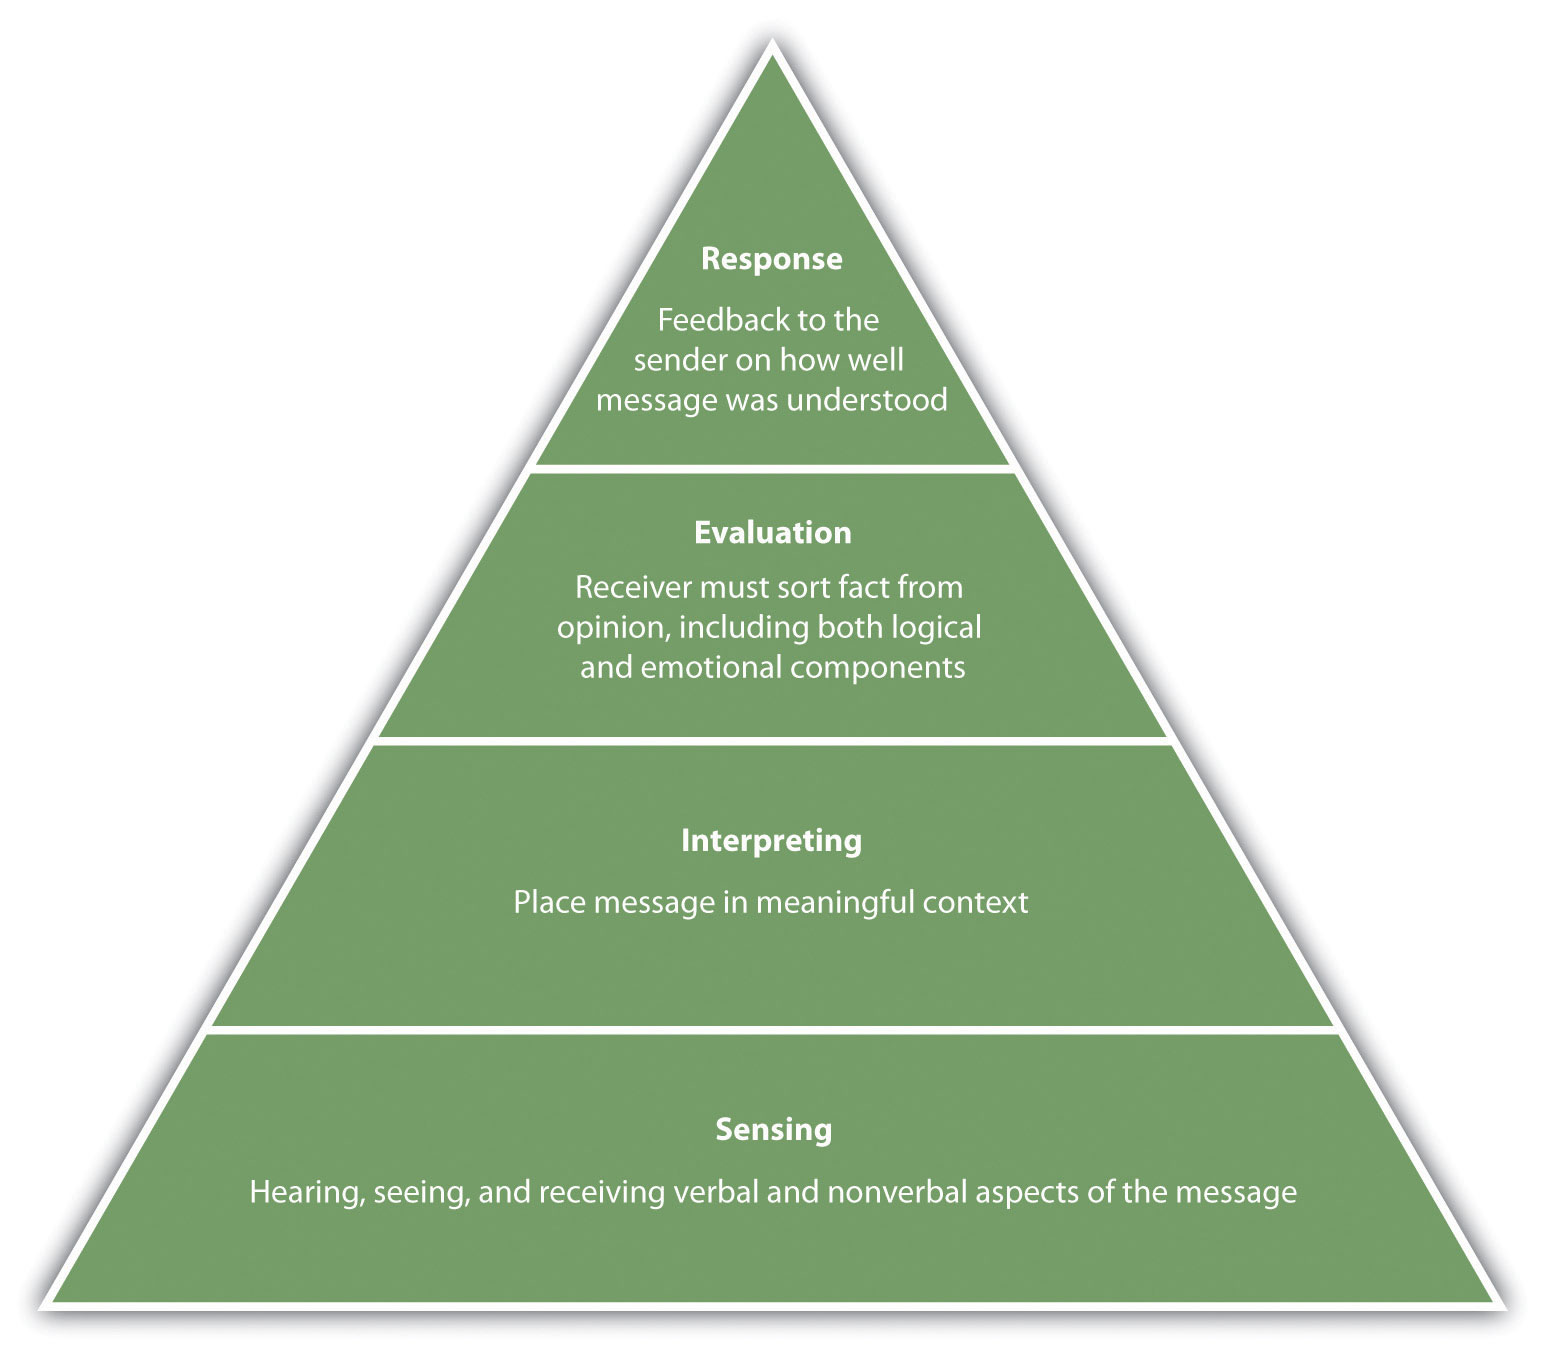 Response
Feedback to the
sender on how well
message was understood
Evaluation
Receiver must sort fact from
opinion, including both logical
and emotional components
Interpreting
Place message in meaningful context
Sensing
Hearing, seeing, and receiving verbal and nonverbal aspects of the message